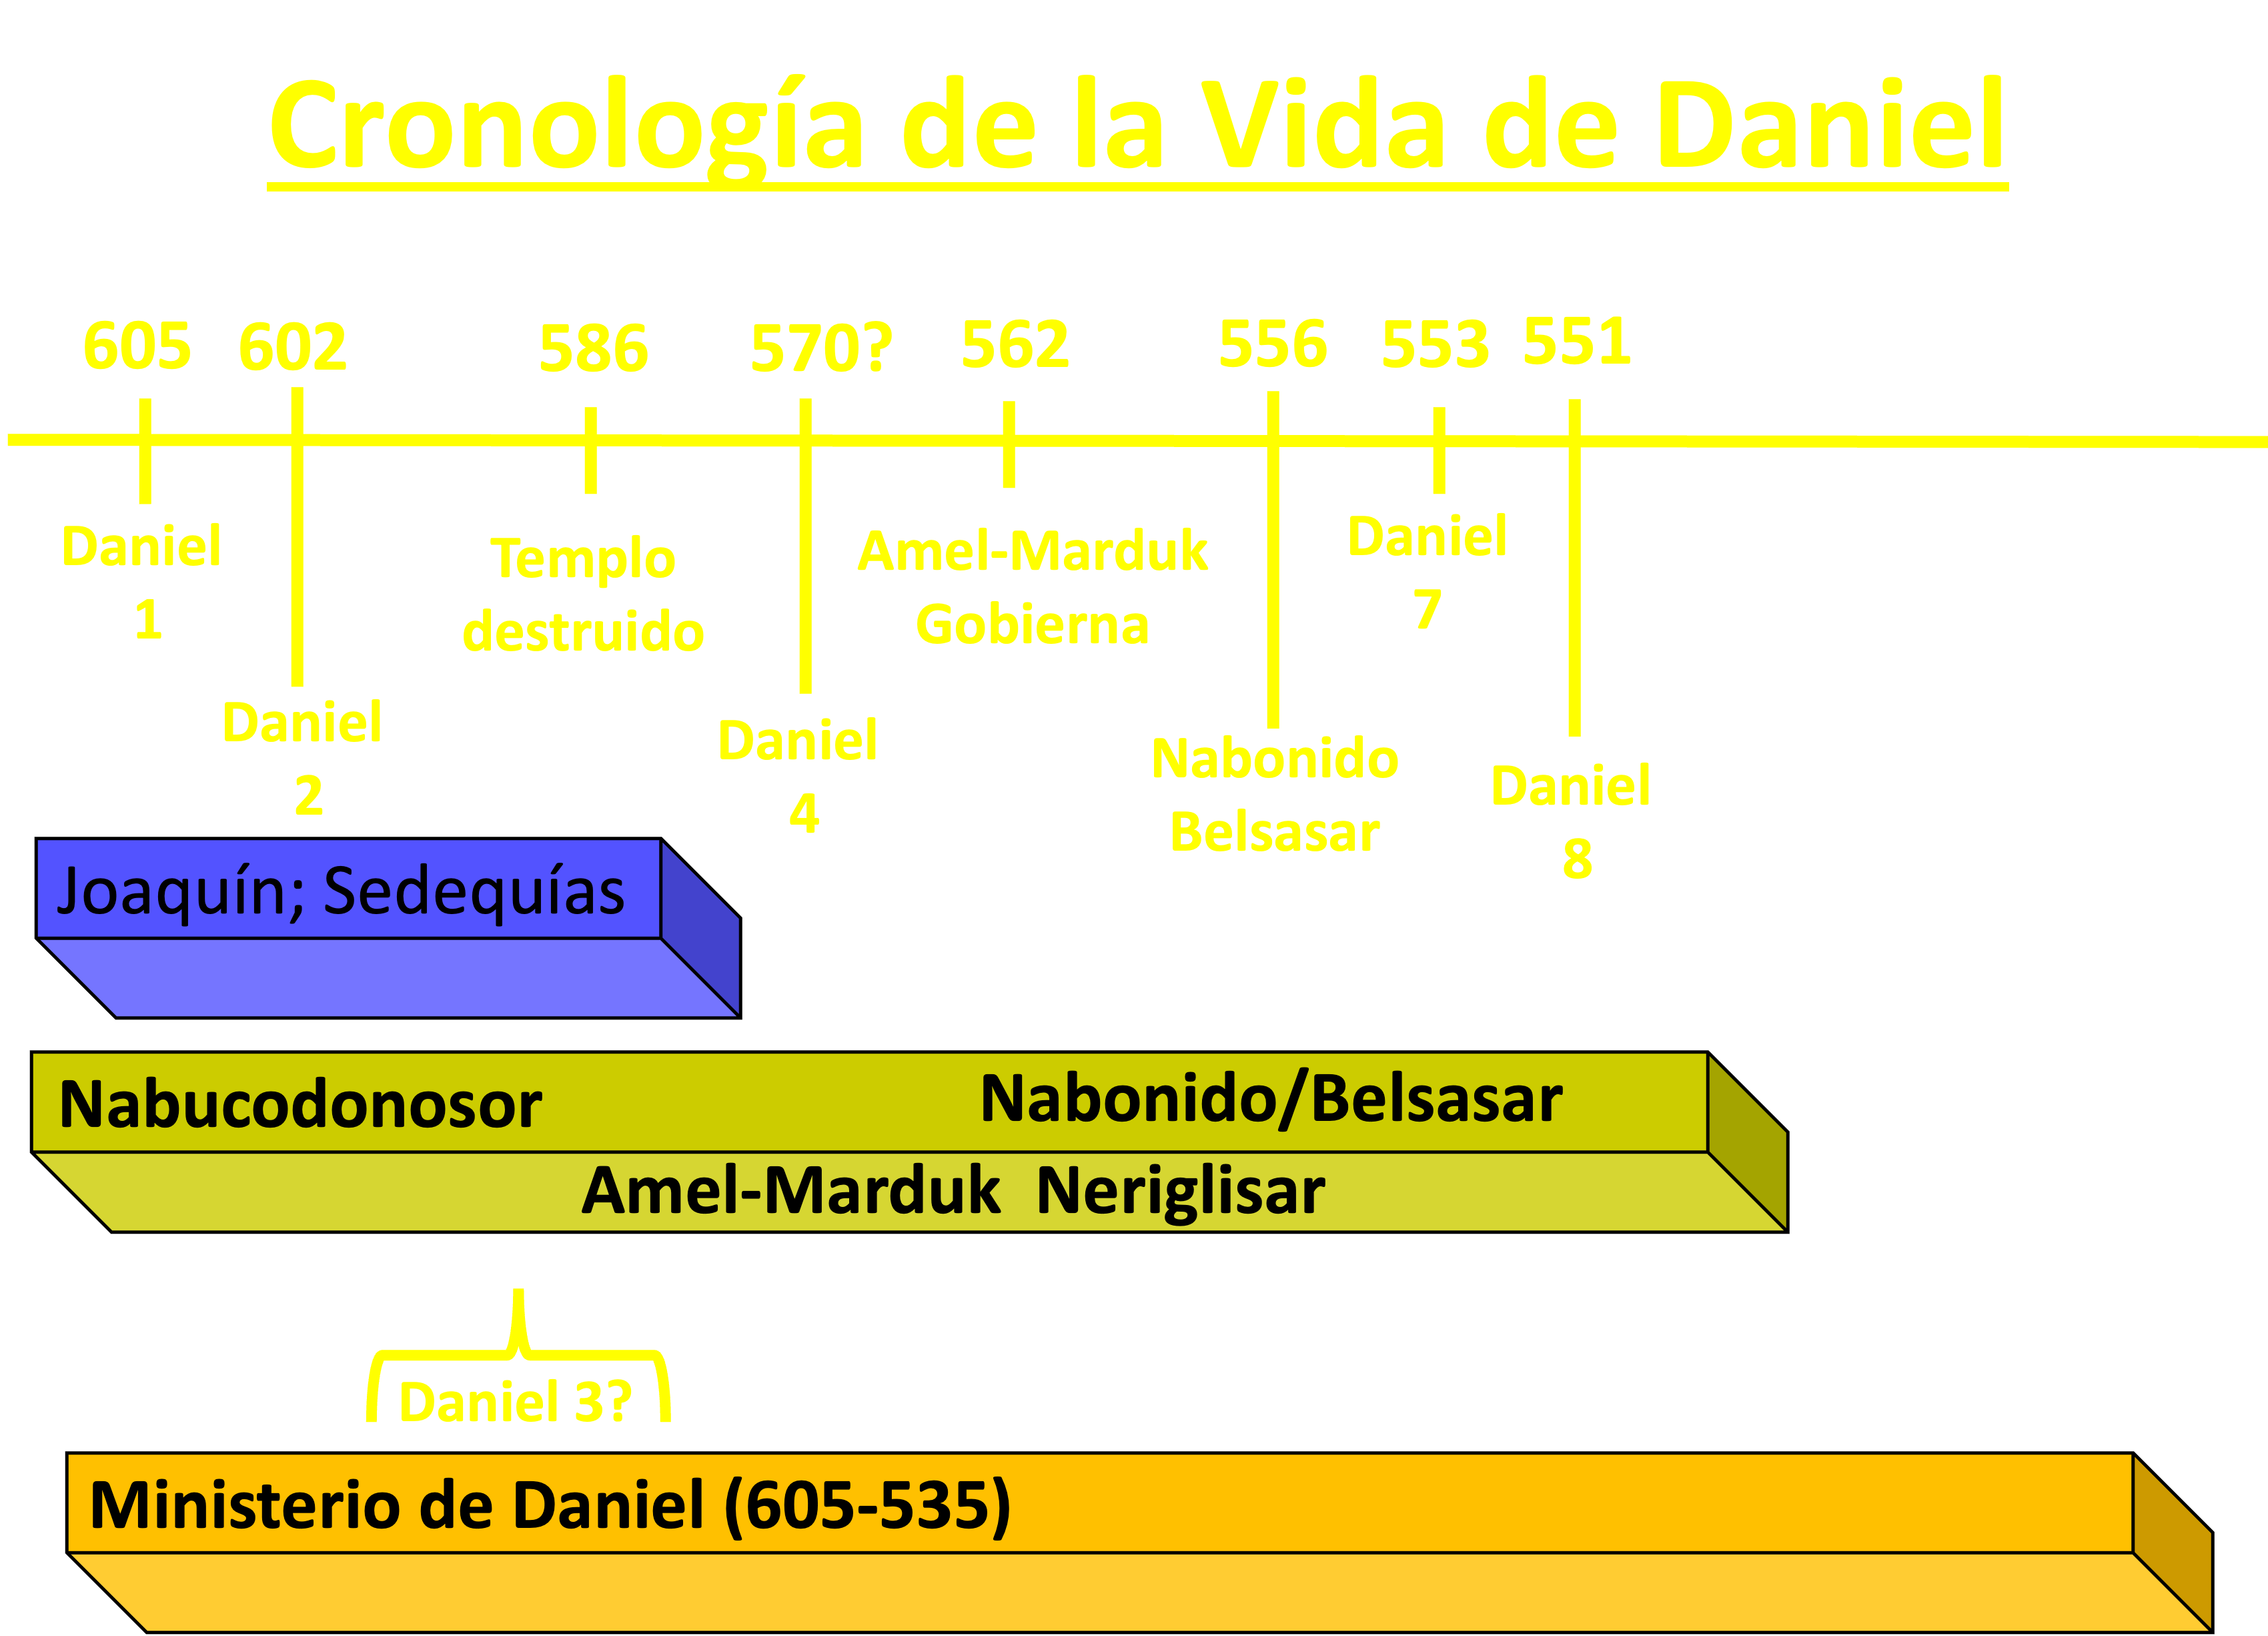 Cronología de la Vida de Daniel
605 602 586 570? 562 556 553 551
Daniel
1
Daniel
2
Templo
destruido
Daniel
4
Amel-Marduk
Gobierna
Nabonido
Belsasar
Daniel
7
Daniel
8
Joaquín; Sedequías
Nabucodonosor Nabonido/Belsasar
Amel-Marduk Neriglisar
Daniel 3?
Ministerio de Daniel (605-535)